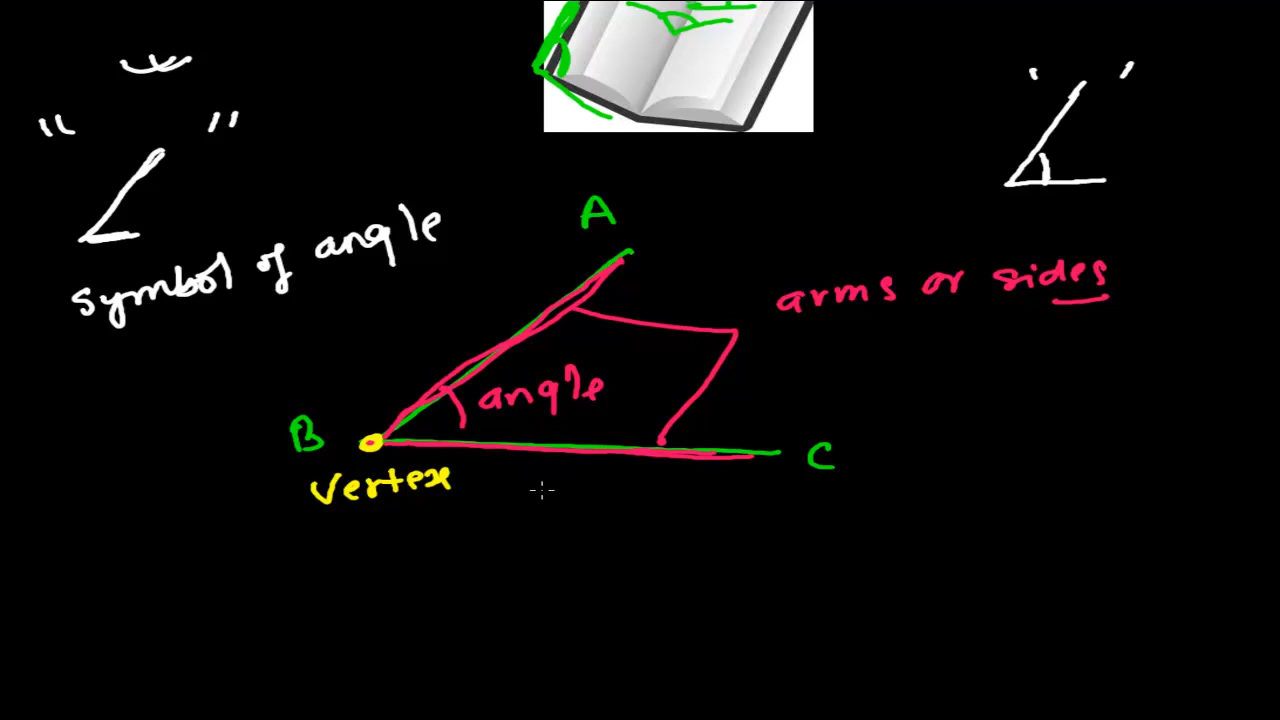 " ∠ "
symbol of angle
A
arms or sides
angle
B
C
Vertex